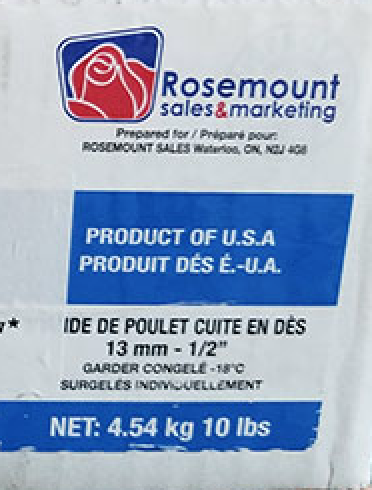 Rosemount
sales&marketing
Prepared for / Préparé pour:
ROSEMOUNT SALES Waterloo, ON, N2J 4G8
PRODUCT OF U.S.A
PRODUIT DÉS É.-U.A.
IDE DE POULET CUITE EN DÈS
13 mm - 1/2"
GARDER CONGELÉ -18°C
SURGELÉS INDIVIDUELLEMENT
NET: 4.54 kg 10 lbs